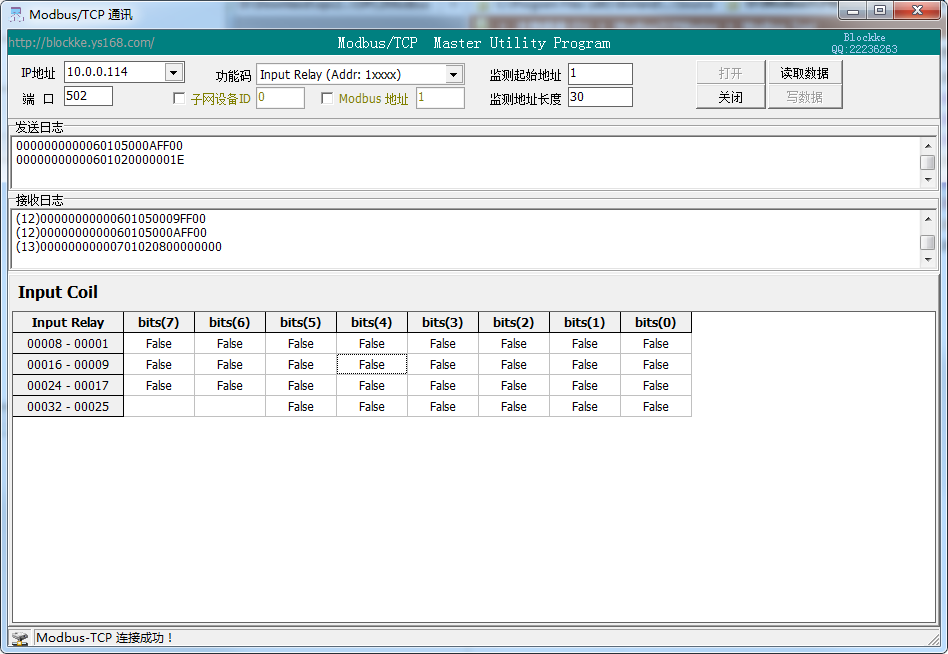 Modbus/TCP 通讯
http://blockke.ys168.com/
Modbus/TCP Master Utility Program
Blockke
QQ:22236263
IP地址 10.0.0.114 功能码 Input Relay (Addr: 1xxxx) 监测起始地址 1 打开 读取数据
端 口 502 子网设备ID 0 Modbus 地址 1 监测地址长度 30 关闭 写数据
发送日志
0000000000060105000AFF00
00000000000601020000001E
接收日志
(12)00000000000601050009FF00
(12)0000000000060105000AFF00
(13)00000000000701020800000000
Input Coil
Input Relay bits(7) bits(6) bits(5) bits(4) bits(3) bits(2) bits(1) bits(0)
00008 - 00001 False False False False False False False False
00016 - 00009 False False False False False False False False
00024 - 00017 False False False False False False False False
00032 - 00025 False False False False False False
Modbus-TCP 连接成功！